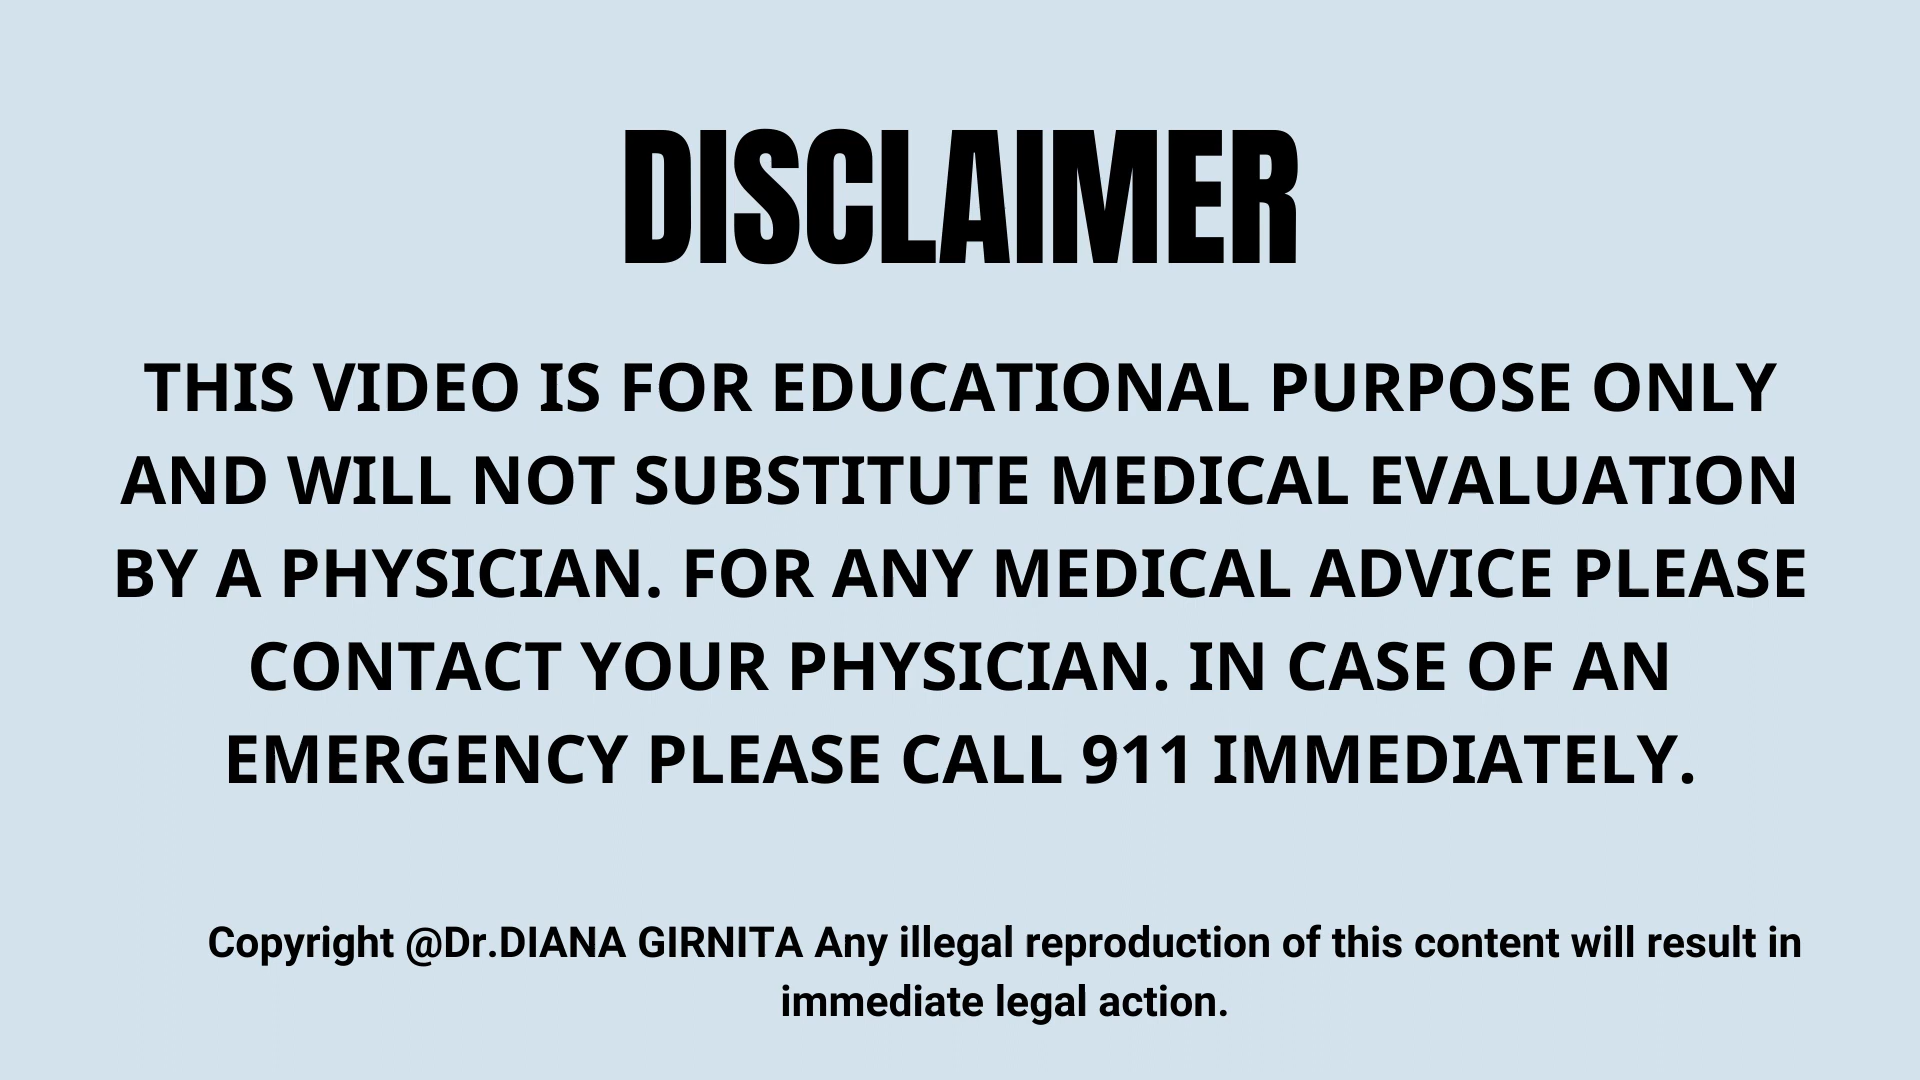 DISCLAIMER
THIS VIDEO IS FOR EDUCATIONAL PURPOSE ONLY
AND WILL NOT SUBSTITUTE MEDICAL EVALUATION
BY A PHYSICIAN. FOR ANY MEDICAL ADVICE PLEASE
CONTACT YOUR PHYSICIAN. IN CASE OF AN
EMERGENCY PLEASE CALL 911 IMMEDIATELY.
Copyright @Dr.DIANA GIRNITA Any illegal reproduction of this content will result in
immediate legal action.